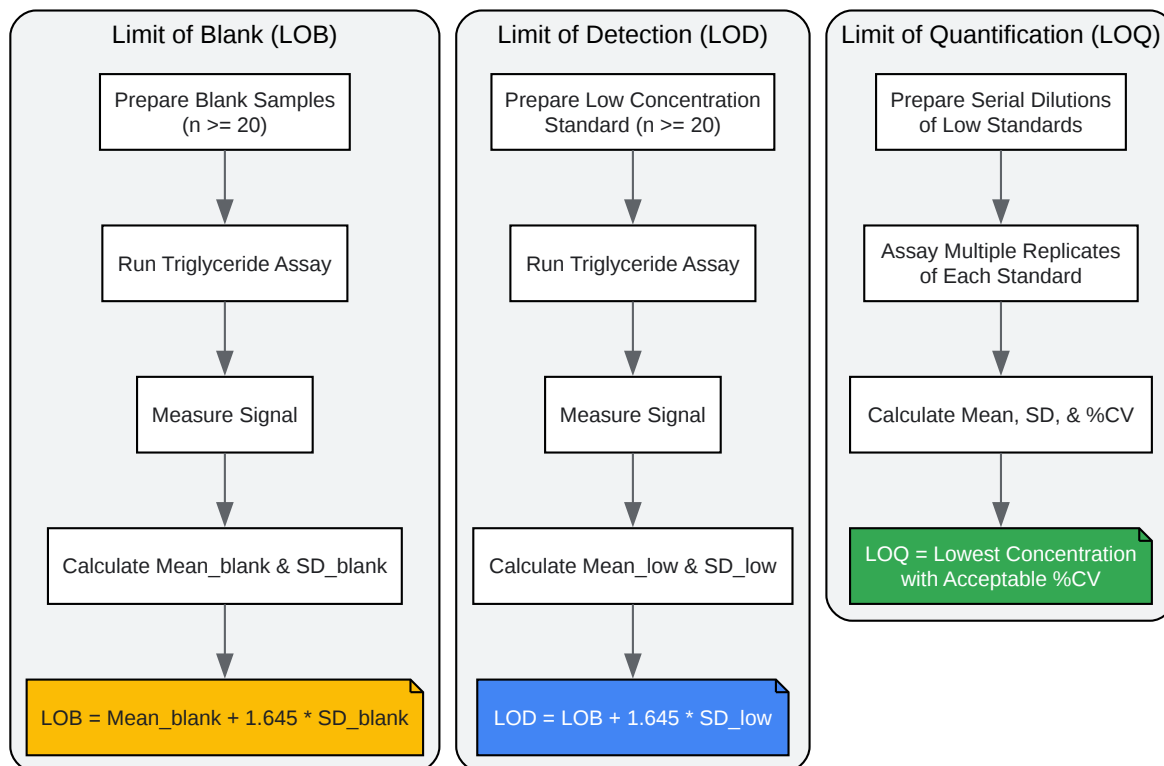 Limit of Blank (LOB)
Prepare Blank Samples
(n >= 20)
Run Triglyceride Assay
Measure Signal
Calculate Mean_blank & SD_blank
LOB = Mean_blank + 1.645 * SD_blank
Limit of Detection (LOD)
Prepare Low Concentration
Standard (n >= 20)
Run Triglyceride Assay
Measure Signal
Calculate Mean_low & SD_low
LOD = LOB + 1.645 * SD_low
Limit of Quantification (LOQ)
Prepare Serial Dilutions
of Low Standards
Assay Multiple Replicates
of Each Standard
Calculate Mean, SD, & %CV
LOQ = Lowest Concentration
with Acceptable %CV